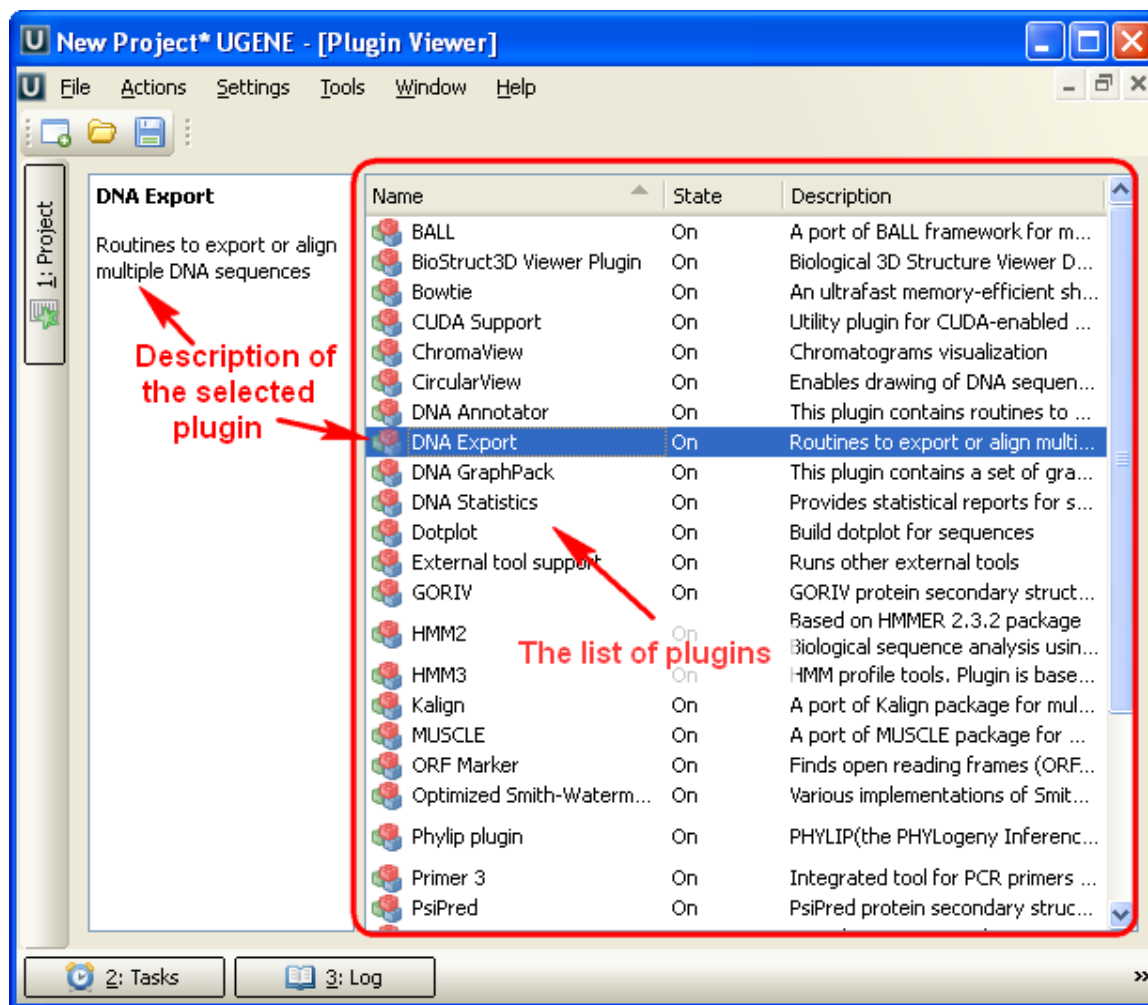 New Project* UGENE - [Plugin Viewer]
File Actions Settings Tools Window Help
1: Project
DNA Export
Routines to export or align
multiple DNA sequences
Description of
the selected
plugin
Name State Description
BALL On A port of BALL framework for m...
BioStruct3D Viewer Plugin On Biological 3D Structure Viewer D...
Bowtie On An ultrafast memory-efficient sh...
CUDA Support On Utility plugin for CUDA-enabled ...
ChromaView On Chromatograms visualization
CircularView On Enables drawing of DNA sequen...
DNA Annotator On This plugin contains routines to ...
DNA Export On Routines to export or align multi...
DNA GraphPack On This plugin contains a set of gra...
DNA Statistics On Provides statistical reports for s...
Dotplot On Build dotplot for sequences
External tool support On Runs other external tools
GORIV On GORIV protein secondary struct...
HMM2 On Based on HMMER 2.3.2 package
Biological sequence analysis usin...
The list of plugins
HMM3 On HMM profile tools. Plugin is base...
Kalign On A port of Kalign package for mul...
MUSCLE On A port of MUSCLE package for ...
ORF Marker On Finds open reading frames (ORF...
Optimized Smith-Waterm... On Various implementations of Smit...
Phylip plugin On PHYLIP(the PHYLogeny Inferenc...
Primer 3 On Integrated tool for PCR primers ...
PsiPred On PsiPred protein secondary struc...
2: Tasks 3: Log